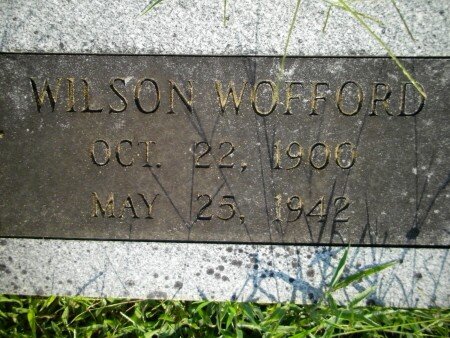 WILSON WOFFORD
OCT. 22, 1900
MAY 25, 1942